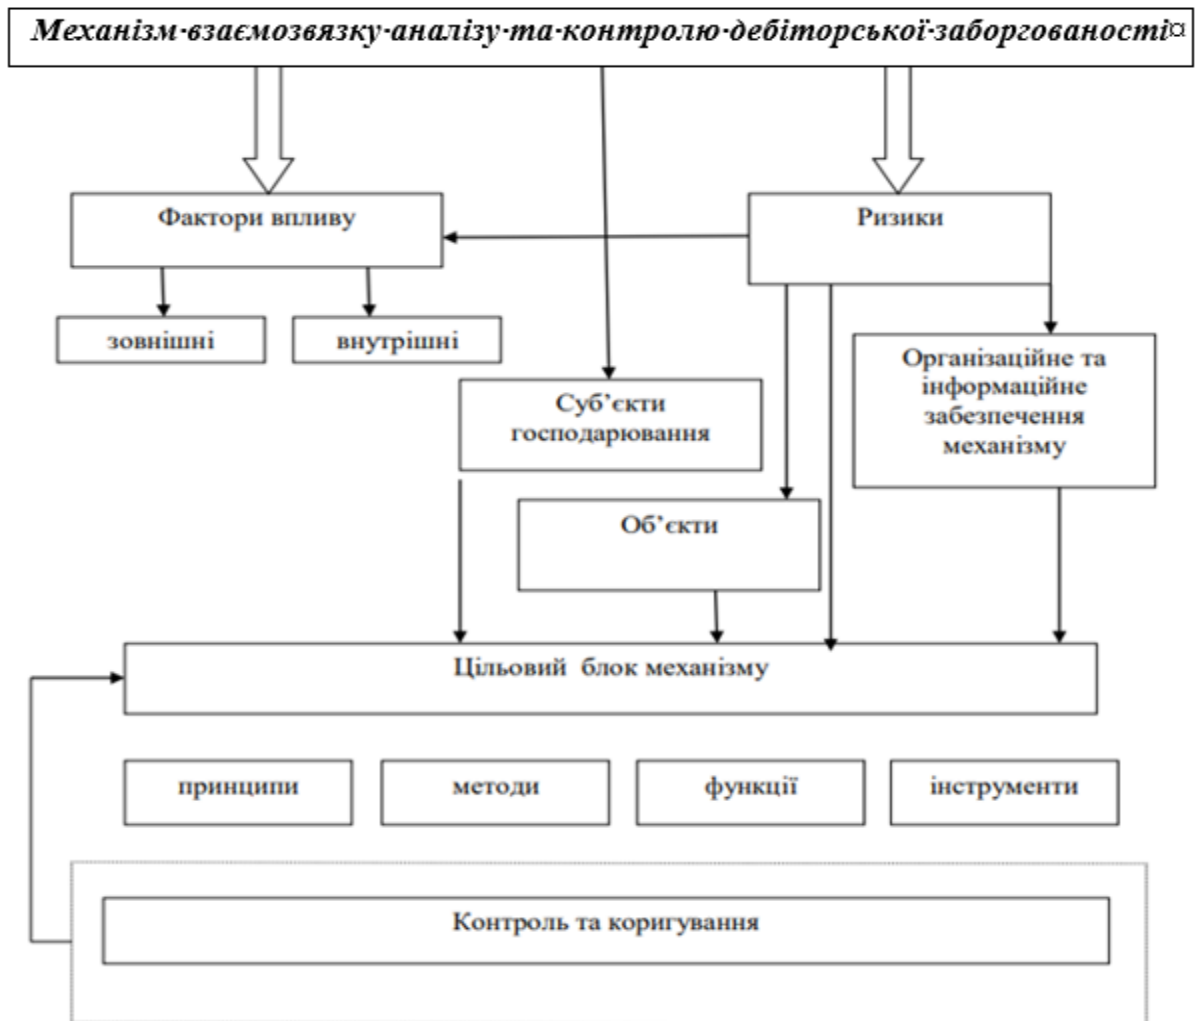 Механізм·взаємозвязку·аналізу·та·контролю·дебіторської·заборгованості¤
Фактори впливу
Ризики
зовнішні
внутрішні
Організаційне та
інформаційне
забезпечення
механізму
Суб’єкти
господарювання
Об’єкти
Цільовий блок механізму
принципи
методи
функції
інструменти
Контроль та коригування